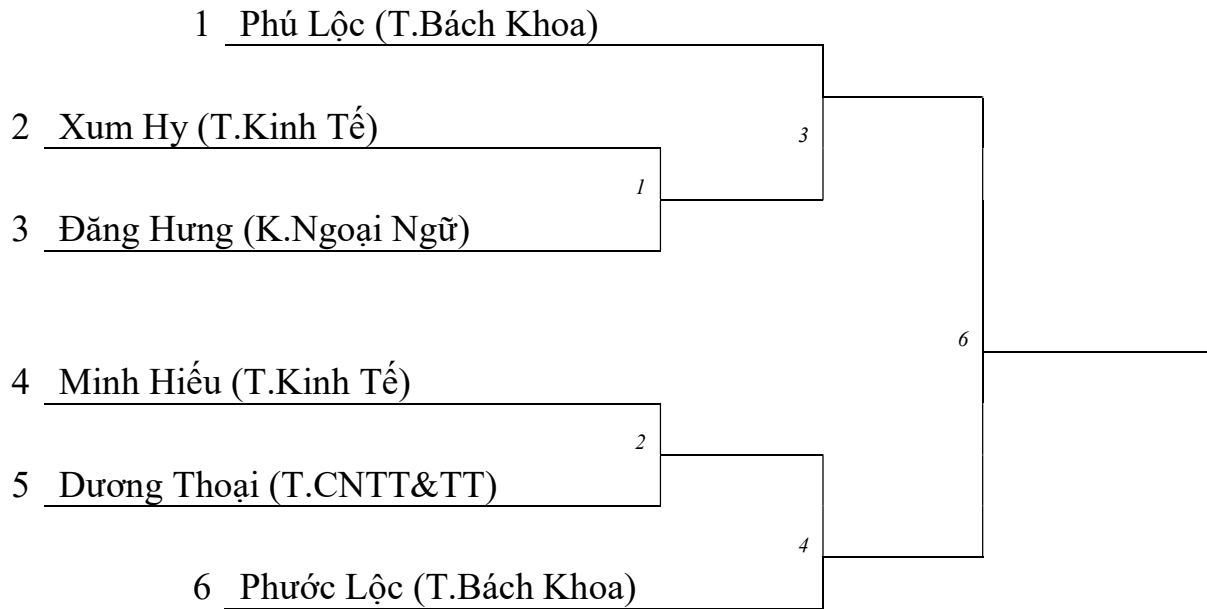 1 Phú Lộc (T.Bách Khoa)
2 Xum Hy (T.Kinh Tế)
3
1
3 Đăng Hưng (K.Ngoại Ngữ)
6
4 Minh Hiếu (T.Kinh Tế)
2
5 Dương Thoại (T.CNTT&TT)
4
6 Phước Lộc (T.Bách Khoa)